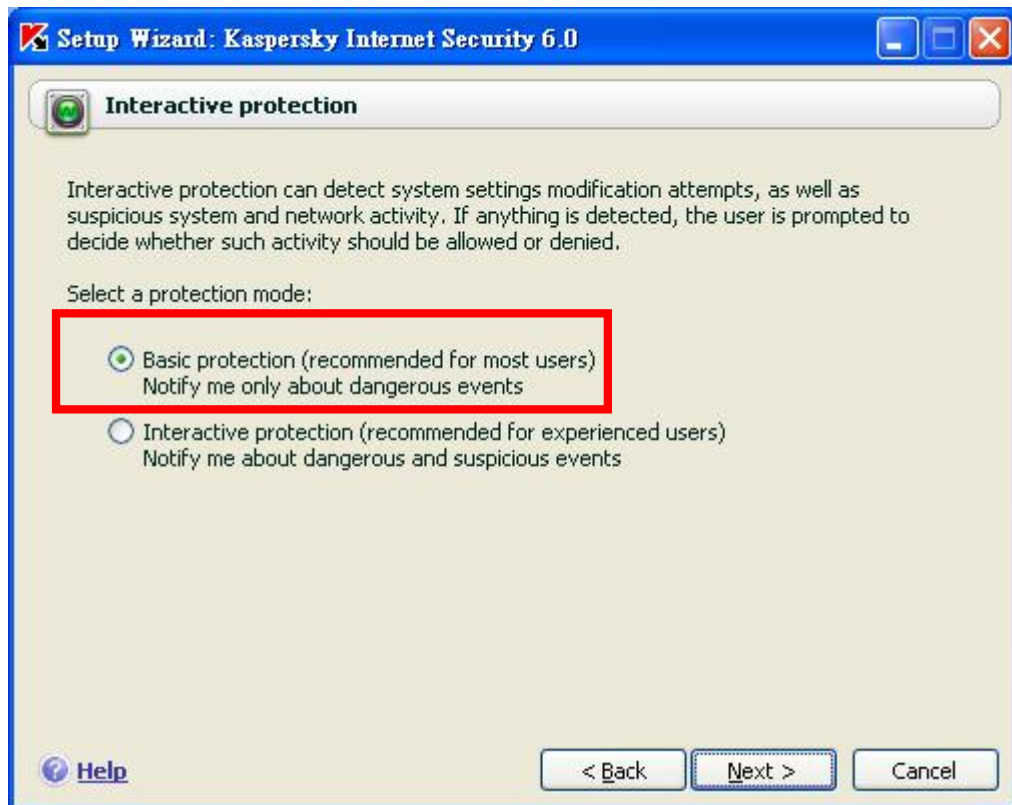 Setup Wizard: Kaspersky Internet Security 6.0
Interactive protection
Interactive protection can detect system settings modification attempts, as well as
suspicious system and network activity. If anything is detected, the user is prompted to
decide whether such activity should be allowed or denied.
Select a protection mode:
Basic protection (recommended for most users)
Notify me only about dangerous events
Interactive protection (recommended for experienced users)
Notify me about dangerous and suspicious events
Help
< Back Next > Cancel